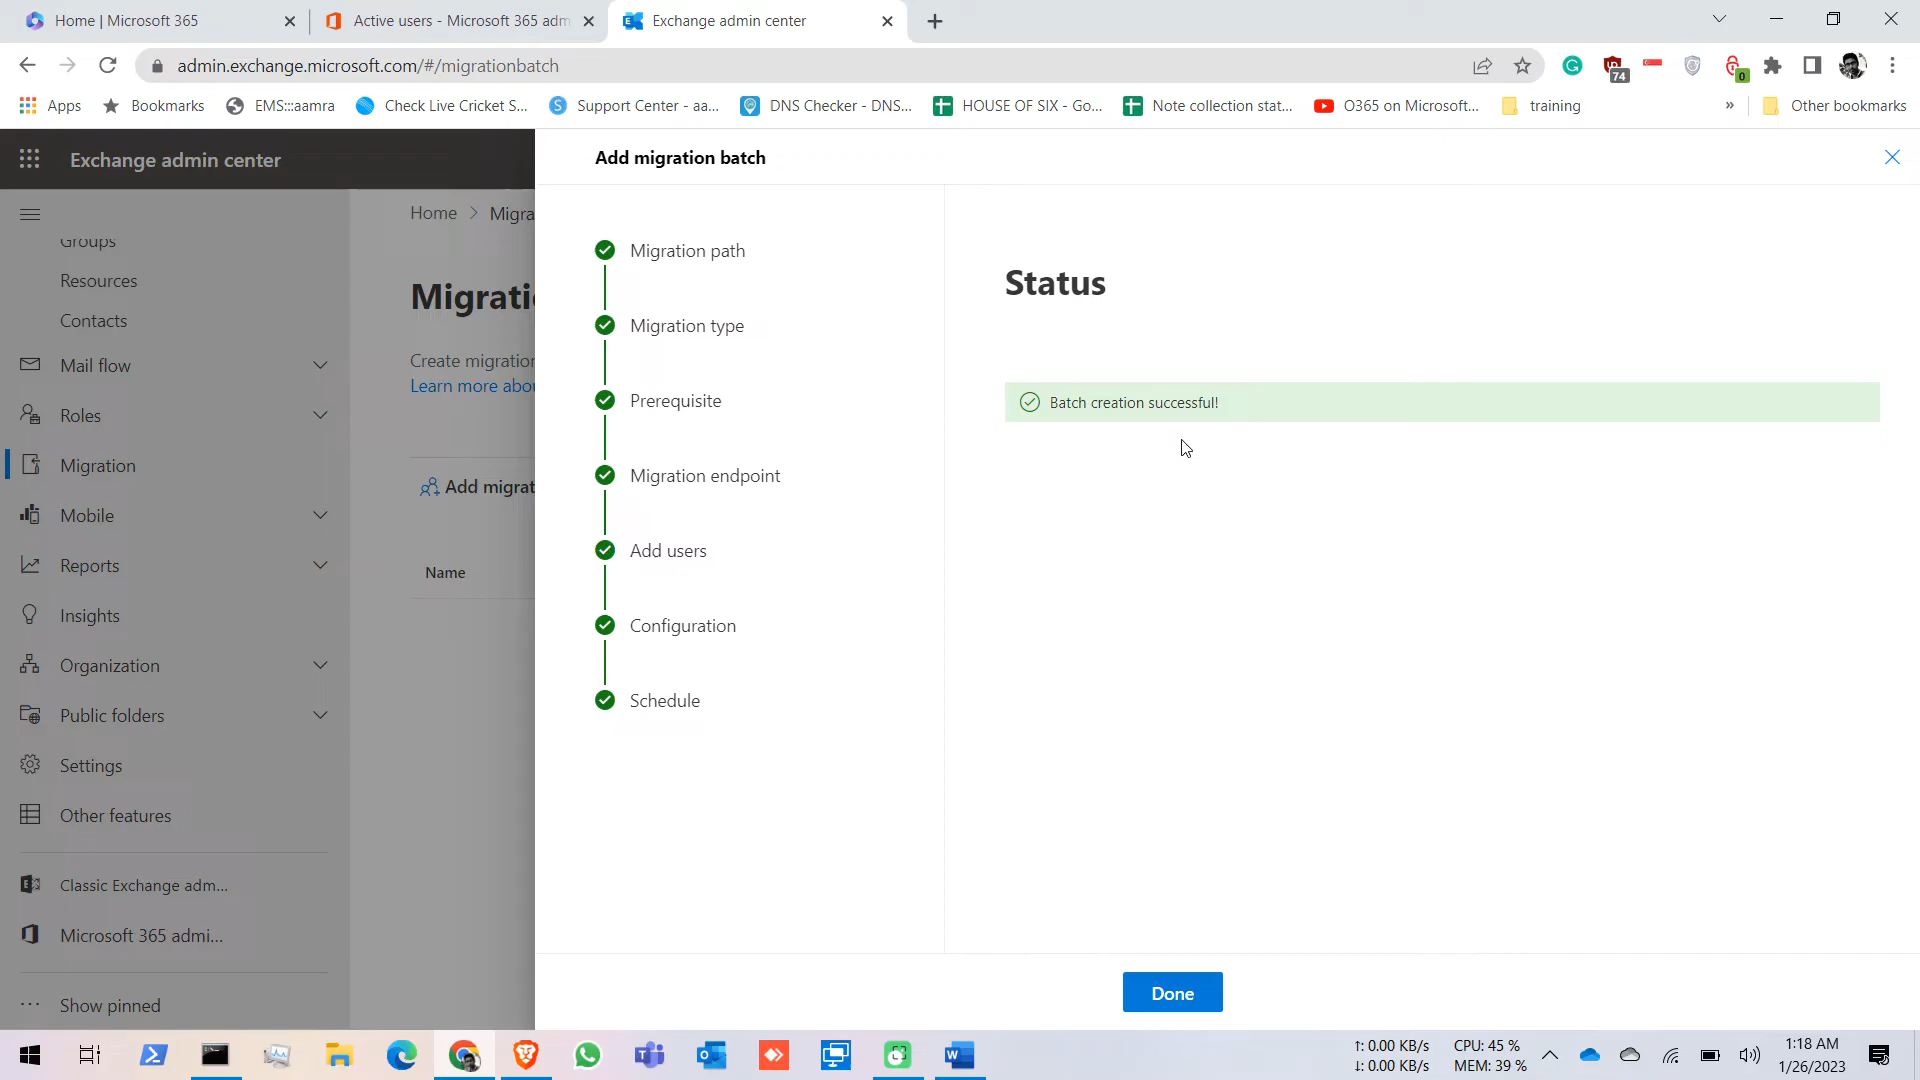 Home | Microsoft 365
Active users - Microsoft 365 adm
Exchange admin center
admin.exchange.microsoft.com/#/migrationbatch
74
0
Apps
Bookmarks
EMS:::aamra
Check Live Cricket S...
Support Center - aa...
DNS Checker - DNS...
HOUSE OF SIX - Go...
Note collection stat...
O365 on Microsoft...
training
»
Other bookmarks
Exchange admin center
Add migration batch
Home
Migra
Groups
Resources
Contacts
Mail flow
Roles
Migration
Mobile
Reports
Insights
Organization
Public folders
Settings
Other features
Classic Exchange adm...
Microsoft 365 admi...
Show pinned
Migrati
Create migration
Learn more abou
Add migrat
Name
Migration path
Migration type
Prerequisite
Migration endpoint
Add users
Configuration
Schedule
Status
Batch creation successful!
Done
↑: 0.00 KB/s
↓: 0.00 KB/s
CPU: 45 %
MEM: 39 %
1:18 AM
1/26/2023